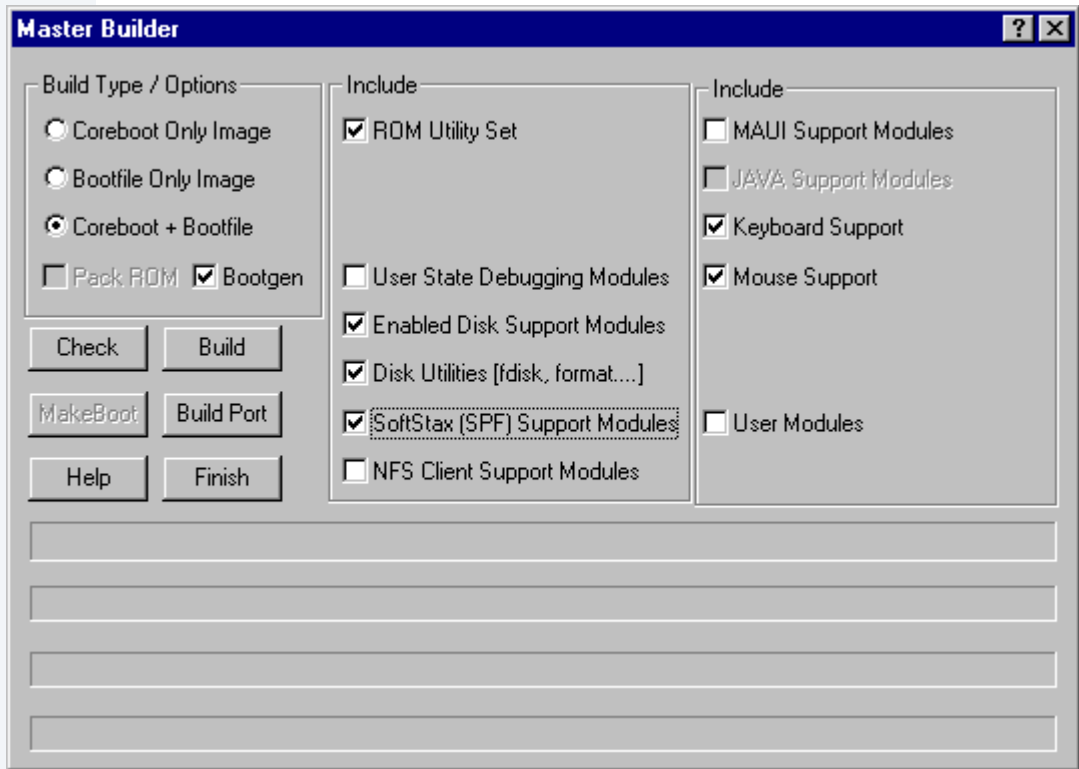 Master Builder
Build Type / Options
Coreboot Only Image
Bootfile Only Image
Coreboot + Bootfile
Pack ROM Bootgen
Check Build
MakeBoot Build Port
Help Finish
Include
ROM Utility Set
User State Debugging Modules
Enabled Disk Support Modules
Disk Utilities [fdisk, format....]
SoftStax (SPF) Support Modules
NFS Client Support Modules
Include
MAUI Support Modules
JAVA Support Modules
Keyboard Support
Mouse Support
User Modules